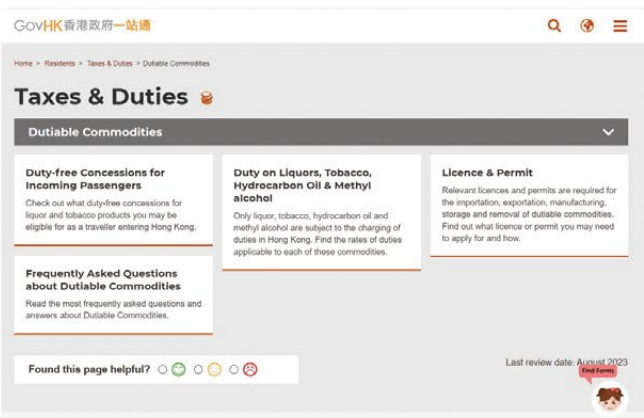 GovHK香港政府一站通
Home > Residents > Taxes & Duties > Dutiable Commodities
Taxes & Duties
Dutiable Commodities
Duty-free Concessions for
Incoming Passengers
Check out what duty-free concessions for
liquor and tobacco products you may be
eligible for as a traveller entering Hong Kong.
Duty on Liquors, Tobacco,
Hydrocarbon Oil & Methyl
alcohol
Only liquor, tobacco, hydrocarbon oil and
methyl alcohol are subject to the charging of
duties in Hong Kong. Find the rates of duties
applicable to each of these commodities.
Licence & Permit
Relevant licences and permits are required for
the importation, exportation, manufacturing,
storage and removal of dutiable commodities.
Find out what licence or permit you may need
to apply for and how.
Frequently Asked Questions
about Dutiable Commodities
Read the most frequently asked questions and
answers about Dutiable Commodities.
Found this page helpful?
Last review date: August 2023
Find Forms